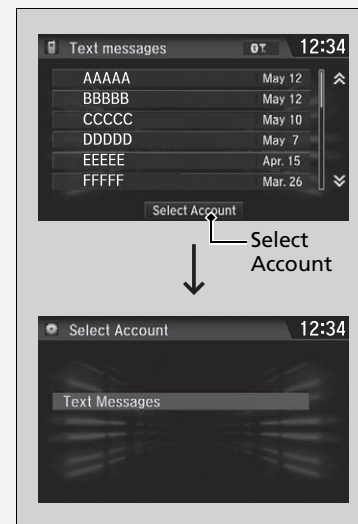 Text messages 12:34
AAAAA May 12
BBBBB May 12
CCCCC May 10
DDDDD May 7
EEEEE Apr. 15
FFFFF Mar. 26
Select Account
Select
Account
Select Account 12:34
Text Messages